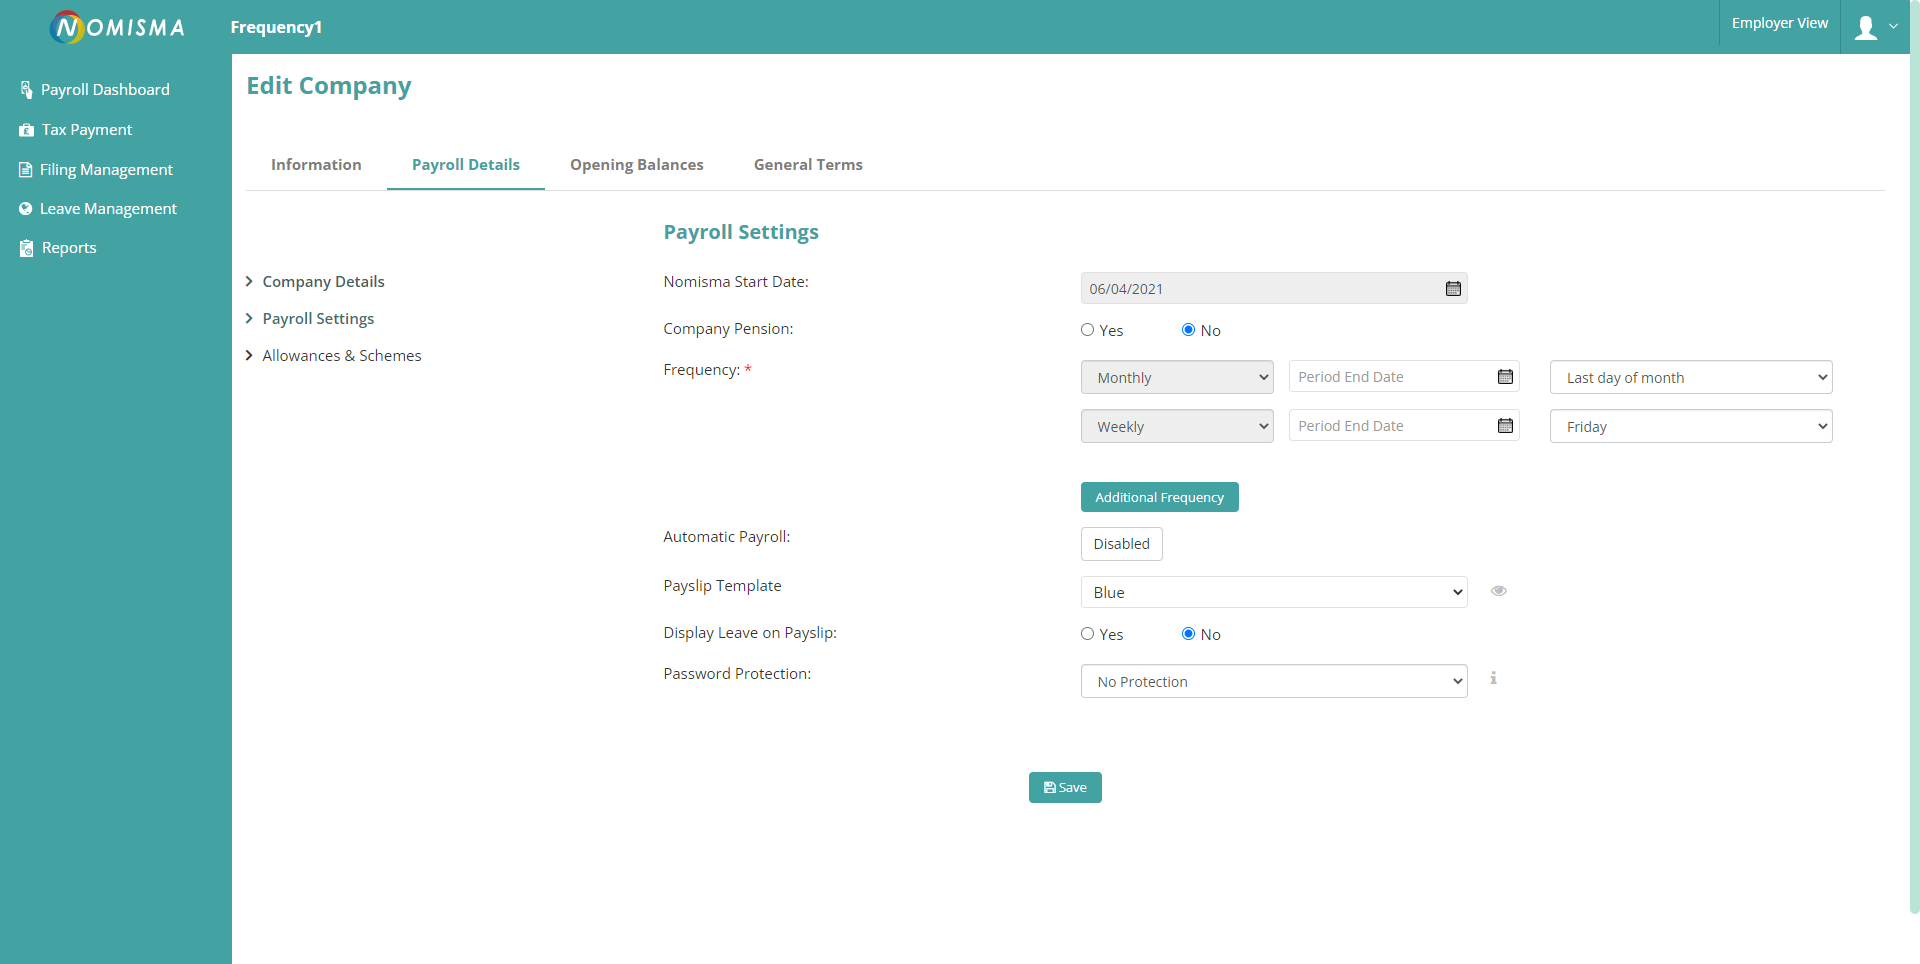 NOMISMA
Frequency1
Employer View
Payroll Dashboard
Tax Payment
Filing Management
Leave Management
Reports
Edit Company
Information
Payroll Details
Opening Balances
General Terms
Company Details
Payroll Settings
Allowances & Schemes
Payroll Settings
Nomisma Start Date:
06/04/2021
Company Pension:
Yes
No
Frequency: *
Monthly
Period End Date
Last day of month
Weekly
Period End Date
Friday
Additional Frequency
Automatic Payroll:
Disabled
Payslip Template
Blue
Display Leave on Payslip:
Yes
No
Password Protection:
No Protection
Save